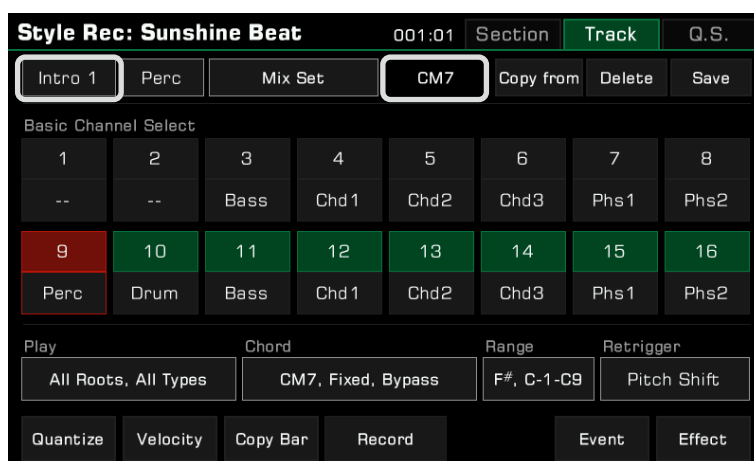 Style Rec: Sunshine Beat 001:01 Section Track Q.S.
Intro 1 Perc Mix Set CM7 Copy from Delete Save
Basic Channel Select
1 2 3 4 5 6 7 8
-- -- Bass Chd1 Chd2 Chd3 Phs1 Phs2
9 10 11 12 13 14 15 16
Perc Drum Bass Chd1 Chd2 Chd3 Phs1 Phs2
Play Chord Range Retrigger
All Roots, All Types CM7, Fixed, Bypass F#, C-1-C9 Pitch Shift
Quantize Velocity Copy Bar Record Event Effect